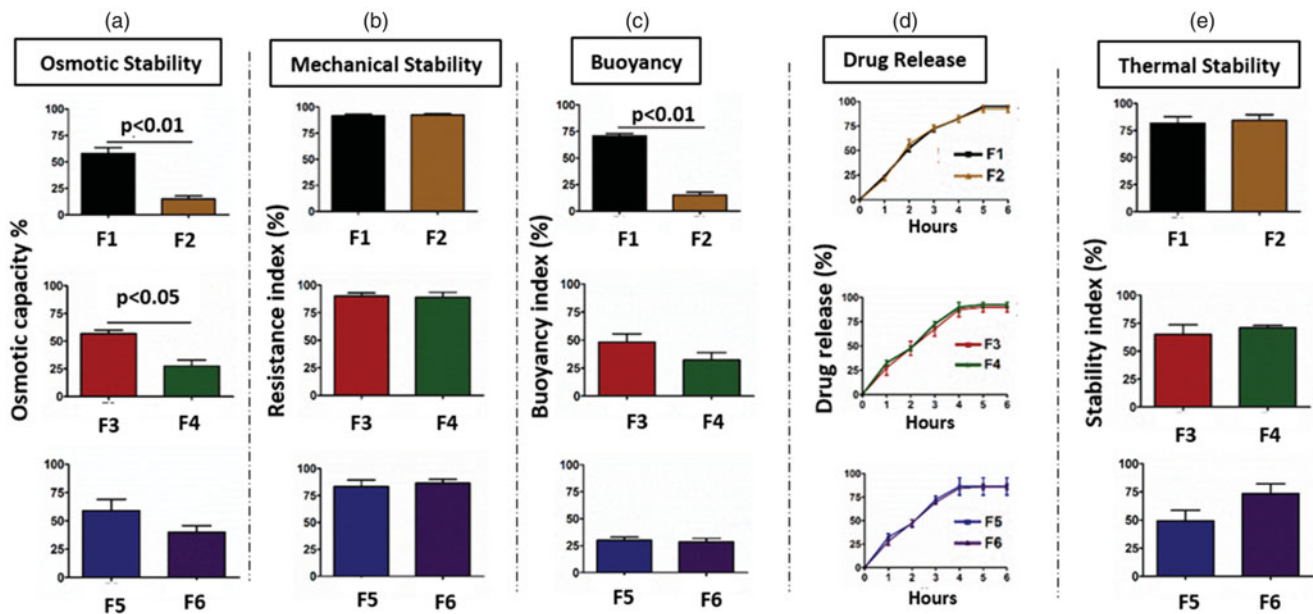 (a) (b) (c) (d) (e)
Osmotic Stability Mechanical Stability Buoyancy Drug Release Thermal Stability
Osmotic capacity %
100
75
50
25
0
p<0.01
F1 F2
100
75
50
25
0
p<0.05
F3 F4
100
75
50
25
0
F5 F6
Resistance index (%)
100
75
50
25
0
F1 F2
100
75
50
25
0
F3 F4
100
75
50
25
0
F5 F6
Buoyancy index (%)
100
75
50
25
0
p<0.01
F1 F2
100
75
50
25
0
F3 F4
100
75
50
25
0
F5 F6
Drug release (%)
100
75
50
25
0
F1
F2
0 1 2 3 4 5 6
Hours
100
75
50
25
0
F3
F4
0 1 2 3 4 5 6
Hours
100
75
50
25
0
F5
F6
0 1 2 3 4 5 6
Hours
Stability index (%)
100
75
50
25
0
F1 F2
100
75
50
25
0
F3 F4
100
75
50
25
0
F5 F6